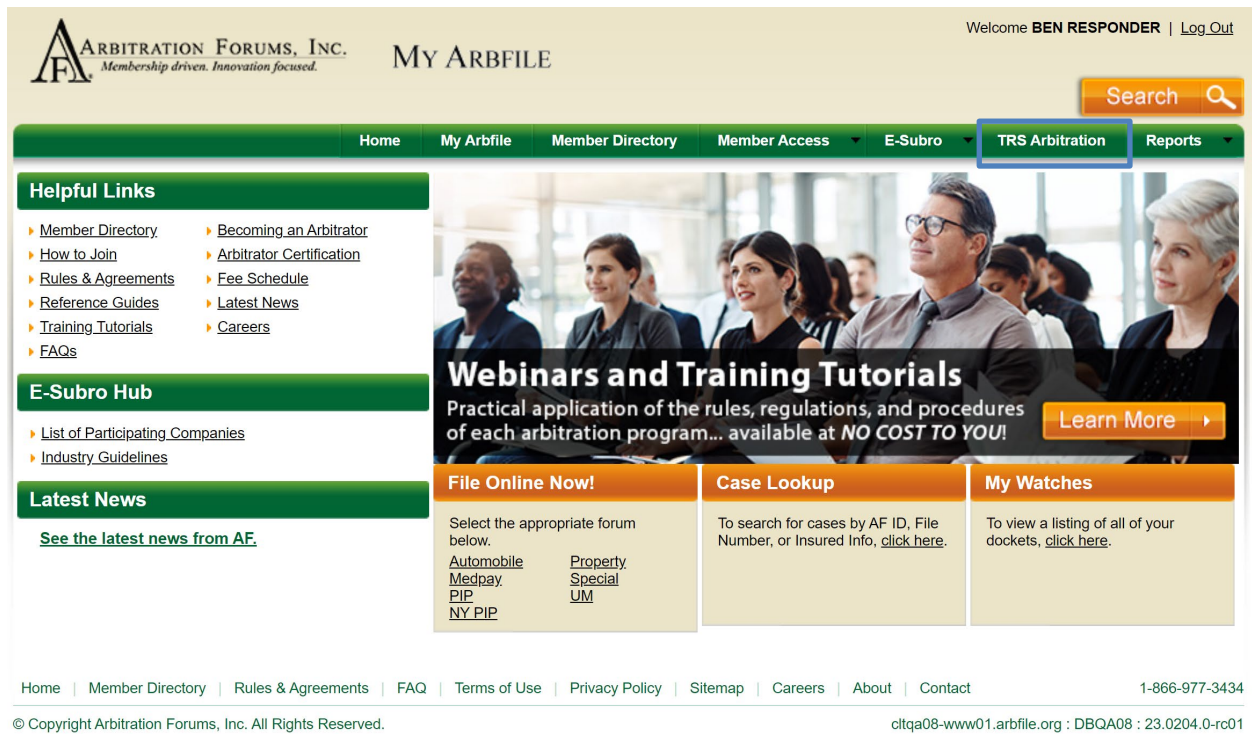 Welcome BEN RESPONDER | Log Out
AF
ARBITRATION FORUMS, INC.
Membership driven. Innovation focused.
MY ARBFILE
Search
Home My Arbfile Member Directory Member Access E-Subro TRS Arbitration Reports
Helpful Links
Member Directory
How to Join
Rules & Agreements
Reference Guides
Training Tutorials
FAQs
Becoming an Arbitrator
Arbitrator Certification
Fee Schedule
Latest News
Careers
E-Subro Hub
List of Participating Companies
Industry Guidelines
Latest News
See the latest news from AF.
Webinars and Training Tutorials
Practical application of the rules, regulations, and procedures
of each arbitration program... available at NO COST TO YOU!
Learn More
File Online Now!
Select the appropriate forum
below.
Automobile
Medpay
PIP
NY PIP
Property
Special
UM
Case Lookup
To search for cases by AF ID, File
Number, or Insured Info, click here.
My Watches
To view a listing of all of your
dockets, click here.
Home | Member Directory | Rules & Agreements | FAQ | Terms of Use | Privacy Policy | Sitemap | Careers | About | Contact
1-866-977-3434
© Copyright Arbitration Forums, Inc. All Rights Reserved.
cltqa08-www01.arbfile.org : DBQA08 : 23.0204.0-rc01